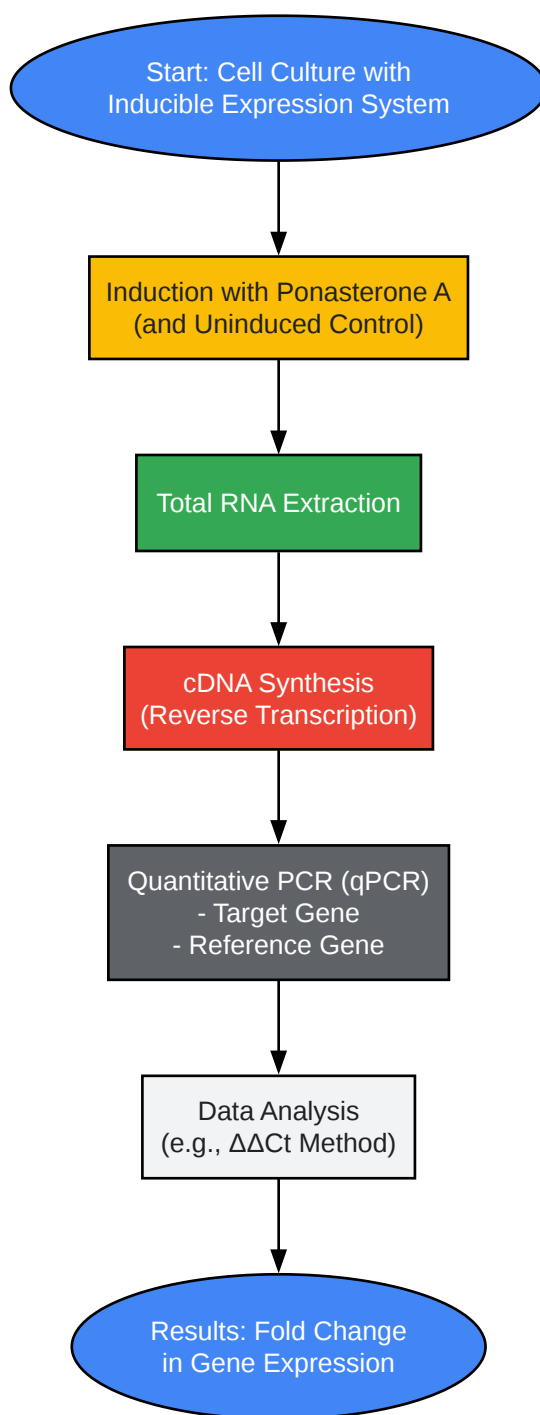 Start: Cell Culture with
Inducible Expression System
Induction with Ponasterone A
(and Uninduced Control)
Total RNA Extraction
cDNA Synthesis
(Reverse Transcription)
Quantitative PCR (qPCR)
- Target Gene
- Reference Gene
Data Analysis
(e.g., ΔΔCt Method)
Results: Fold Change
in Gene Expression